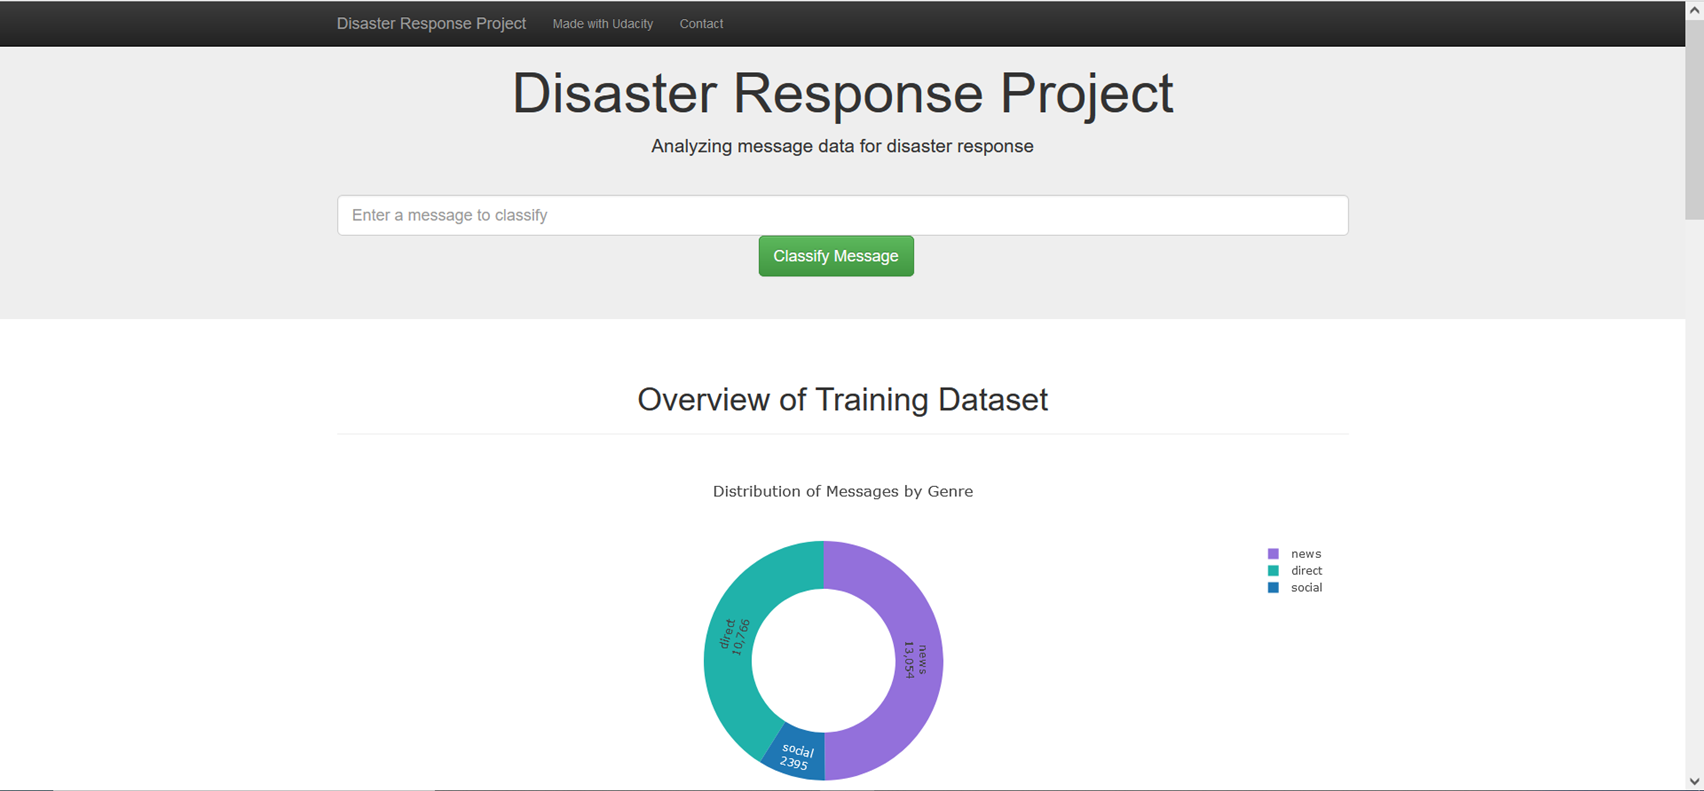 Disaster Response Project Made with Udacity Contact
Disaster Response Project
Analyzing message data for disaster response
Enter a message to classify
Classify Message
Overview of Training Dataset
Distribution of Messages by Genre
news
direct
social
direct
10,766
news
13,054
social
2395